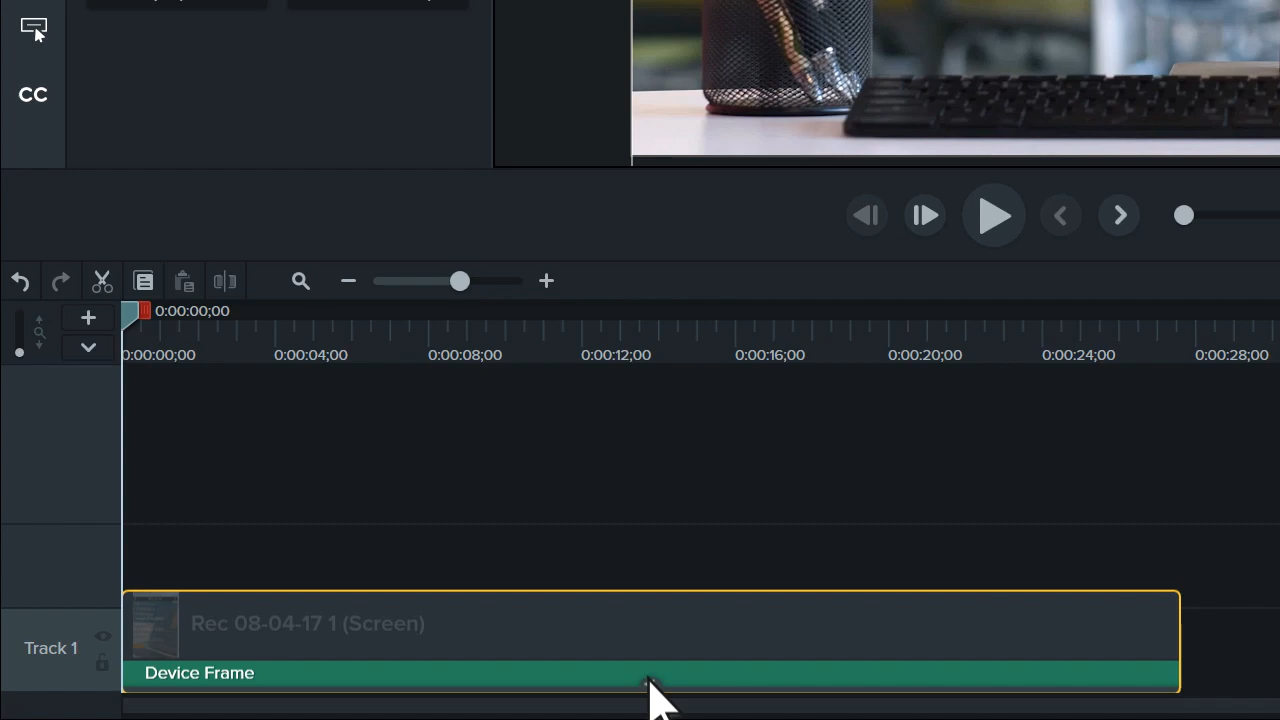 CC
0:00:00;00
0:00:00;00 0:00:04;00 0:00:08;00 0:00:12;00 0:00:16;00 0:00:20;00 0:00:24;00 0:00:28;00
Rec 08-04-17 1 (Screen)
Track 1
Device Frame